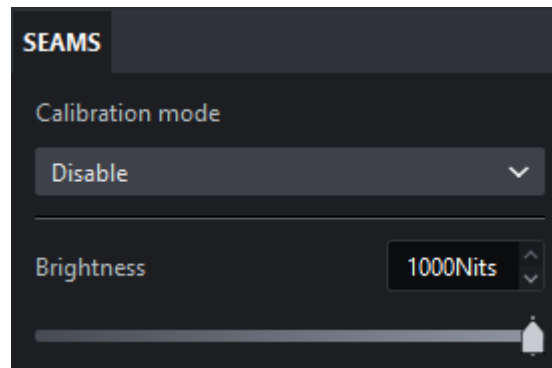 SEAMS
Calibration mode
Disable
Brightness
1000Nits